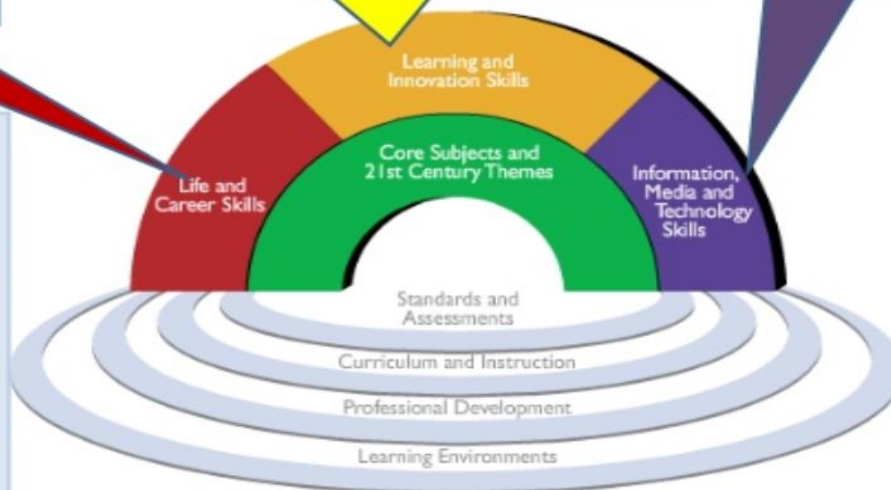 Learning and
Innovation Skills
Core Subjects and
21st Century Themes
Life and
Career Skills
Information,
Media and
Technology
Skills
Standards and
Assessments
Curriculum and Instruction
Professional Development
Learning Environments